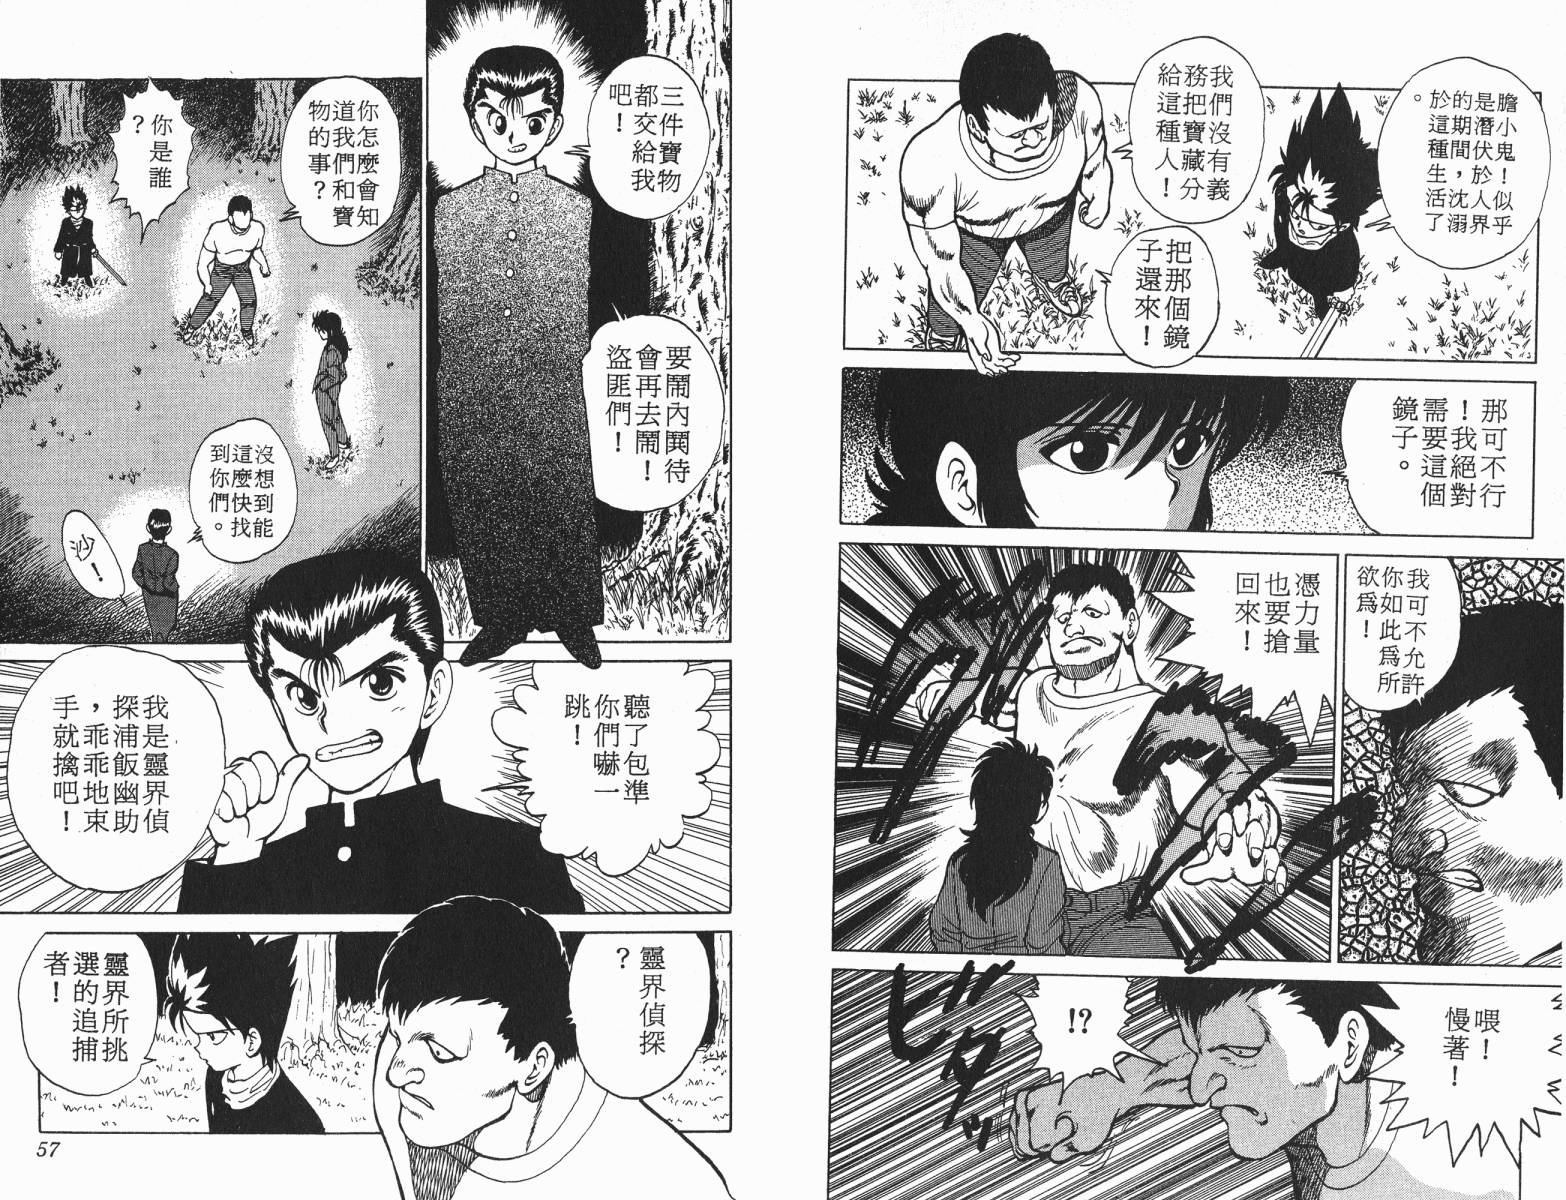 膽小鬼！似乎
是潛伏於人界
的期間，沈溺
於這種生活了
。
我們沒有義
務把寶藏分
給這種人！
把那個鏡
子還來！
那可不行
！我絕對
需要這個
鏡子。
我可不允許
你如此為所
欲為！
憑力量
也要搶
回來！
喂！
慢著！
!?
ビタッ
三件寶物
都交給我
吧！
要鬧內鬨待
會再去鬧！
盜匪們！
你怎麼會知
道我們和寶
物的事？
你是誰
？
沒想到能
這麼快找
到你們。
沙！
聽了包準
你們嚇一
跳！
我是靈界偵
探浦飯幽助
，乖乖地束
手就擒吧！
靈界偵探
？
靈界所挑
選的追捕
者！
57